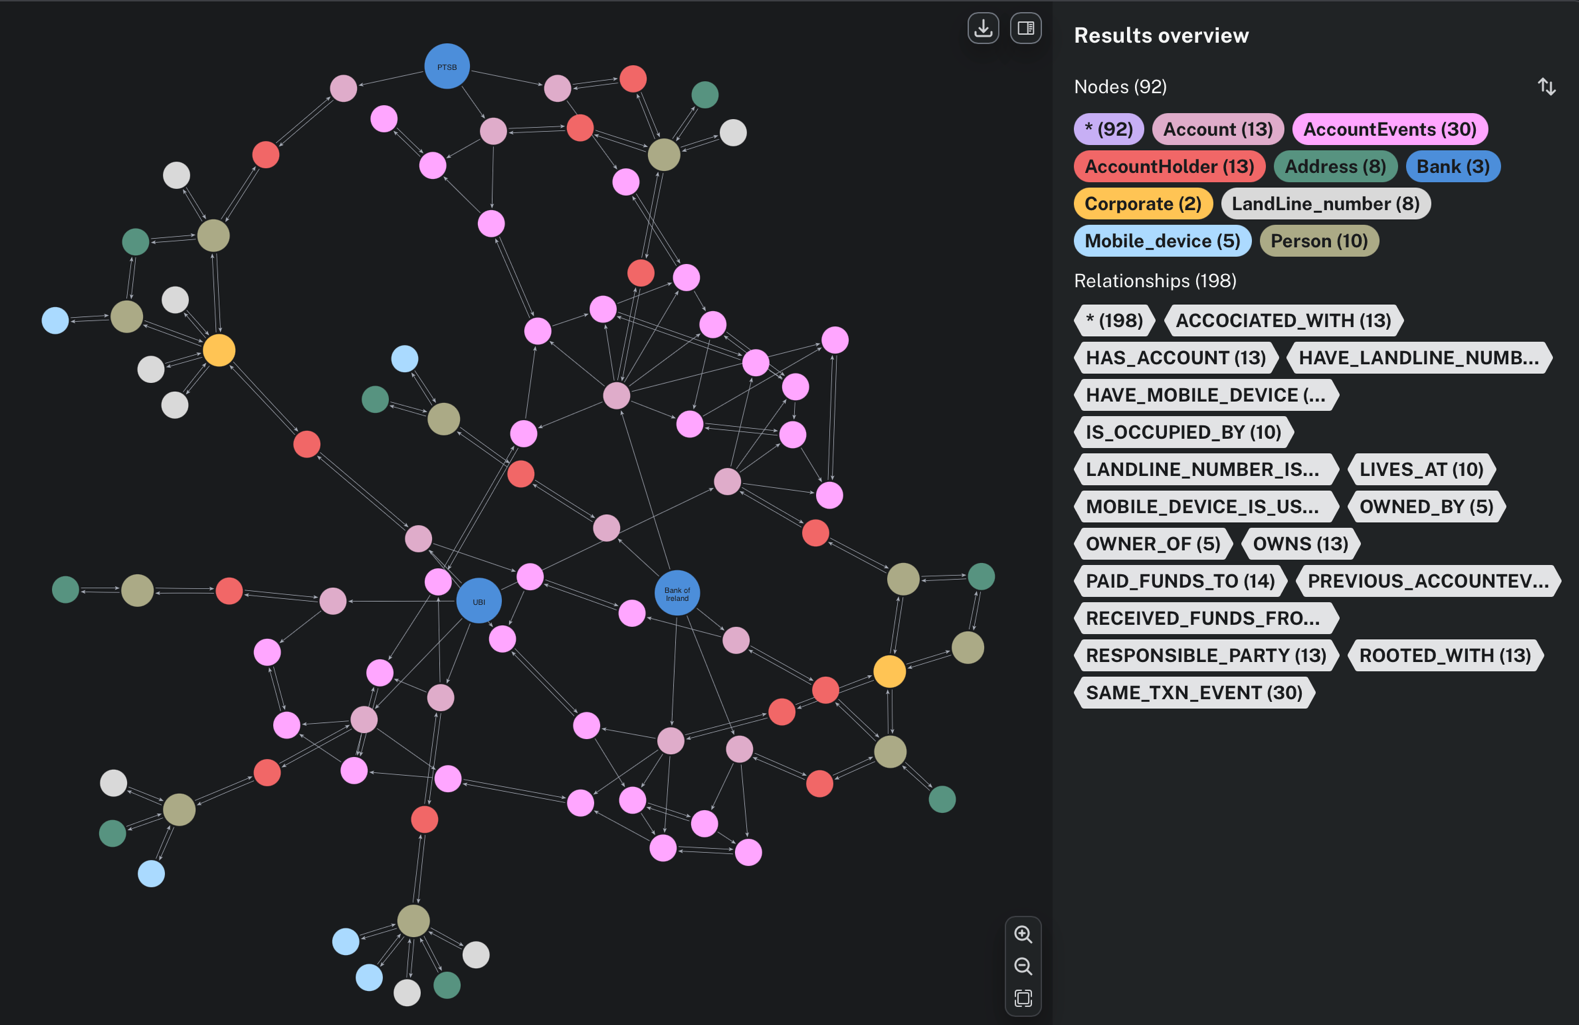 PTSB
UBI
Bank of
Ireland
Results overview
Nodes (92)
* (92) Account (13) AccountEvents (30)
AccountHolder (13) Address (8) Bank (3)
Corporate (2) LandLine_number (8)
Mobile_device (5) Person (10)
Relationships (198)
* (198) ACCOCIATED_WITH (13)
HAS_ACCOUNT (13) HAVE_LANDLINE_NUMB...
HAVE_MOBILE_DEVICE (...
IS_OCCUPIED_BY (10)
LANDLINE_NUMBER_IS... LIVES_AT (10)
MOBILE_DEVICE_IS_US... OWNED_BY (5)
OWNER_OF (5) OWNS (13)
PAID_FUNDS_TO (14) PREVIOUS_ACCOUNTEV...
RECEIVED_FUNDS_FRO...
RESPONSIBLE_PARTY (13) ROOTED_WITH (13)
SAME_TXN_EVENT (30)